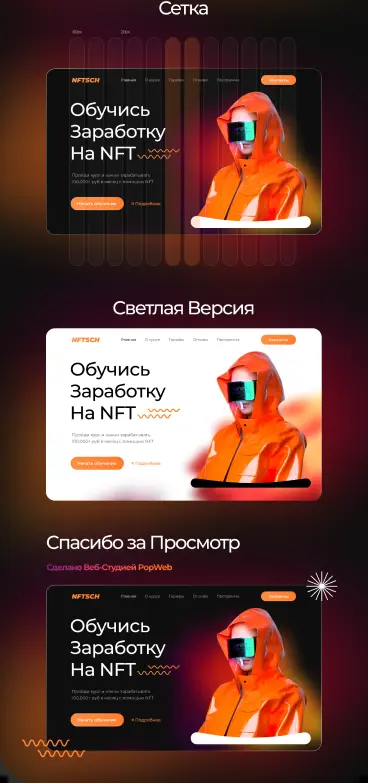 Сетка
80px
20px
NFTSCH
Главная
О курсе
Тарифы
Отзывы
Программа
Контакты
Обучись
Заработку
На NFT
Пройди курс и начни зарабатывать
100,000+ руб в месяц с помощью NFT
Начать обучение
Подробнее
Светлая Версия
NFTSCH
Главная
О курсе
Тарифы
Отзывы
Программа
Контакты
Обучись
Заработку
На NFT
Пройди курс и начни зарабатывать
100,000+ руб в месяц с помощью NFT
Начать обучение
Подробнее
Спасибо за Просмотр
Сделано Веб-Студией PopWeb
NFTSCH
Главная
О курсе
Тарифы
Отзывы
Программа
Контакты
Обучись
Заработку
На NFT
Пройди курс и начни зарабатывать
100,000+ руб в месяц с помощью NFT
Начать обучение
Подробнее